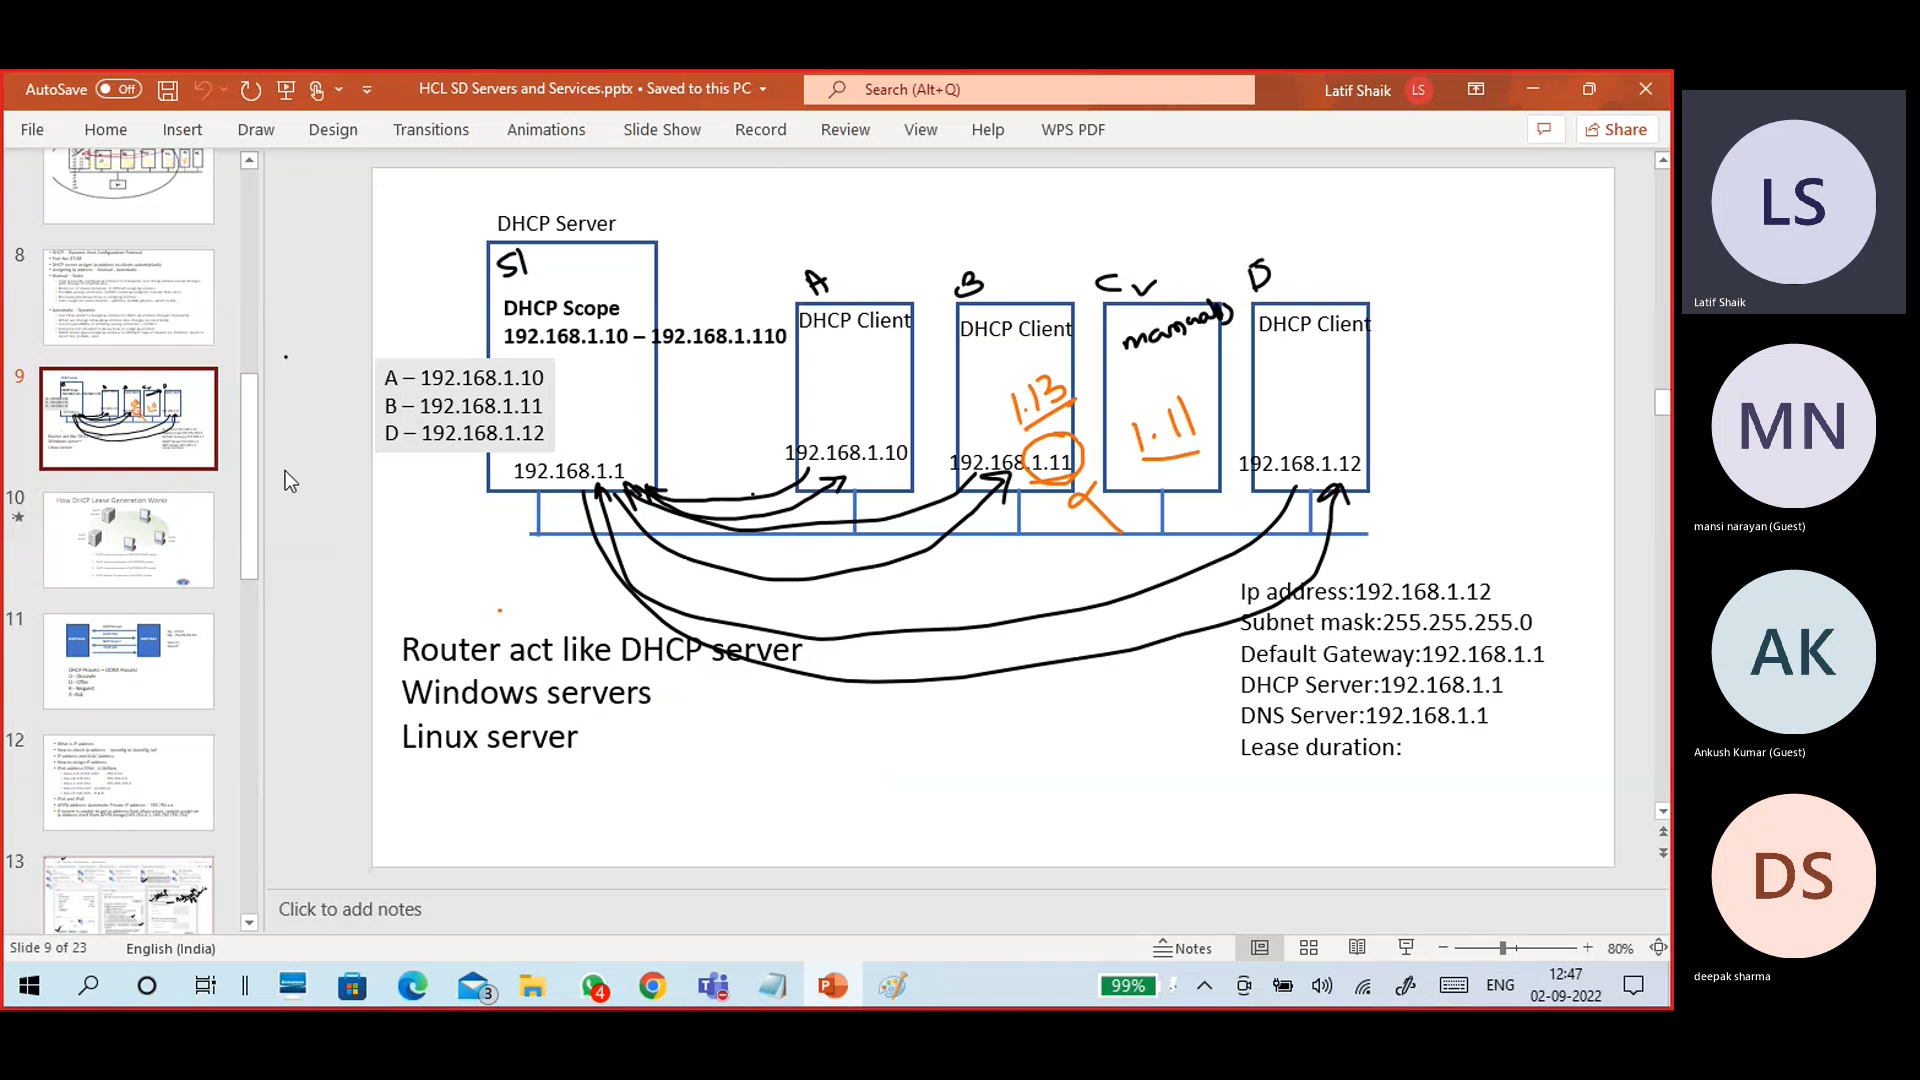 AutoSave Off
HCL SD Servers and Services.pptx • Saved to this PC
Search (Alt+Q)
Latif Shaik LS
File Home Insert Draw Design Transitions Animations Slide Show Record Review View Help WPS PDF
Share
8
9
10
How DHCP Lease Generation Works
11
12
13
DHCP Server
S1
DHCP Scope
192.168.1.10 – 192.168.1.110
A – 192.168.1.10
B – 192.168.1.11
D – 192.168.1.12
192.168.1.1
A
DHCP Client
192.168.1.10
B
DHCP Client
1.13
192.168.1.11
C
manually
1.11
D
DHCP Client
192.168.1.12
Router act like DHCP server
Windows servers
Linux server
Ip address:192.168.1.12
Subnet mask:255.255.255.0
Default Gateway:192.168.1.1
DHCP Server:192.168.1.1
DNS Server:192.168.1.1
Lease duration:
Click to add notes
Slide 9 of 23 English (India)
Notes
80%
3
4
99%
ENG
12:47
02-09-2022
LS
Latif Shaik
MN
mansi narayan (Guest)
AK
Ankush Kumar (Guest)
DS
deepak sharma